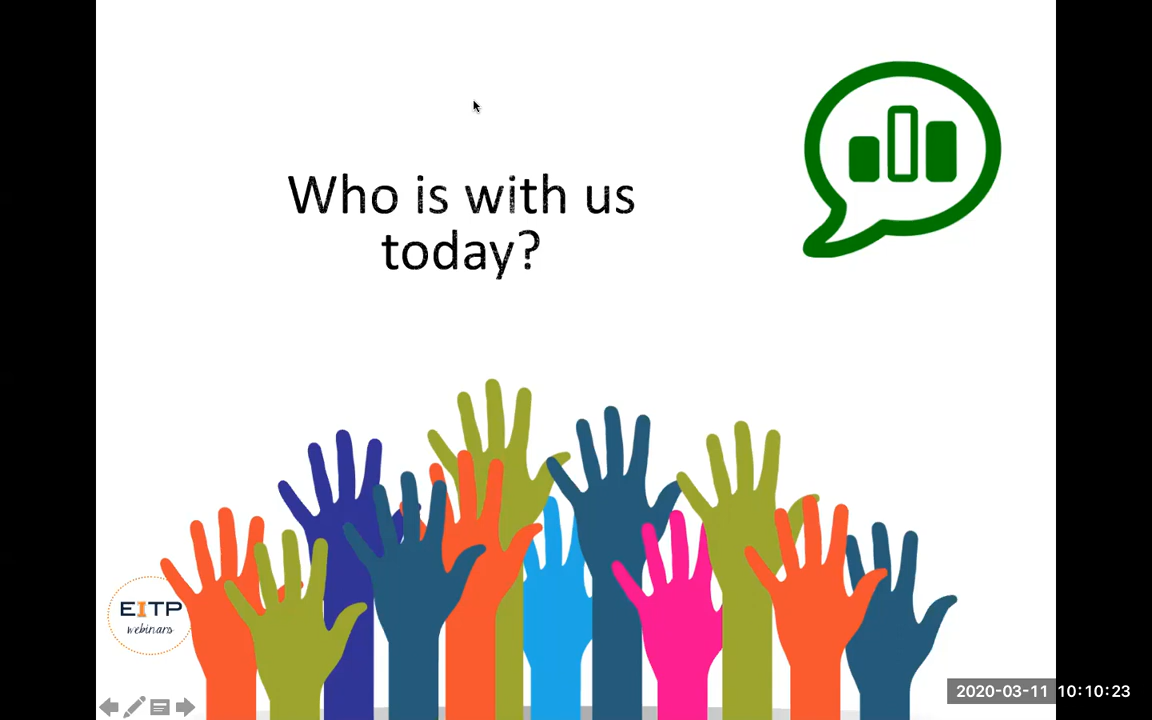 Who is with us
today?
EITP
webinars
2020-03-11 10:10:23